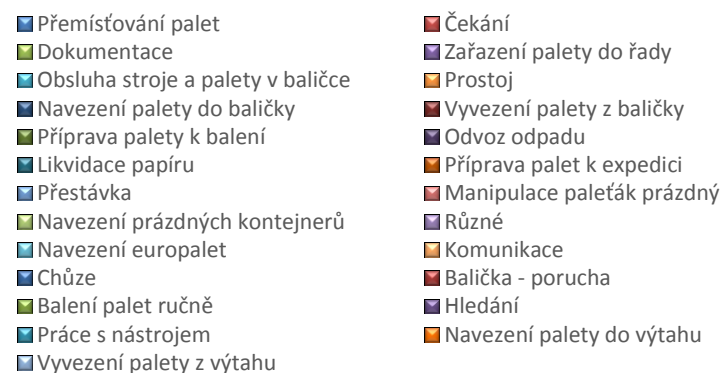 Přemísťování palet
Čekání
Dokumentace
Zařazení palety do řady
Obsluha stroje a palety v baličce
Prostoj
Navezení palety do baličky
Vyvezení palety z baličky
Příprava palety k balení
Odvoz odpadu
Likvidace papíru
Příprava palet k expedici
Přestávka
Manipulace paleťák prázdný
Navezení prázdných kontejnerů
Různé
Navezení europalet
Komunikace
Chůze
Balička - porucha
Balení palet ručně
Hledání
Práce s nástrojem
Navezení palety do výtahu
Vyvezení palety z výtahu